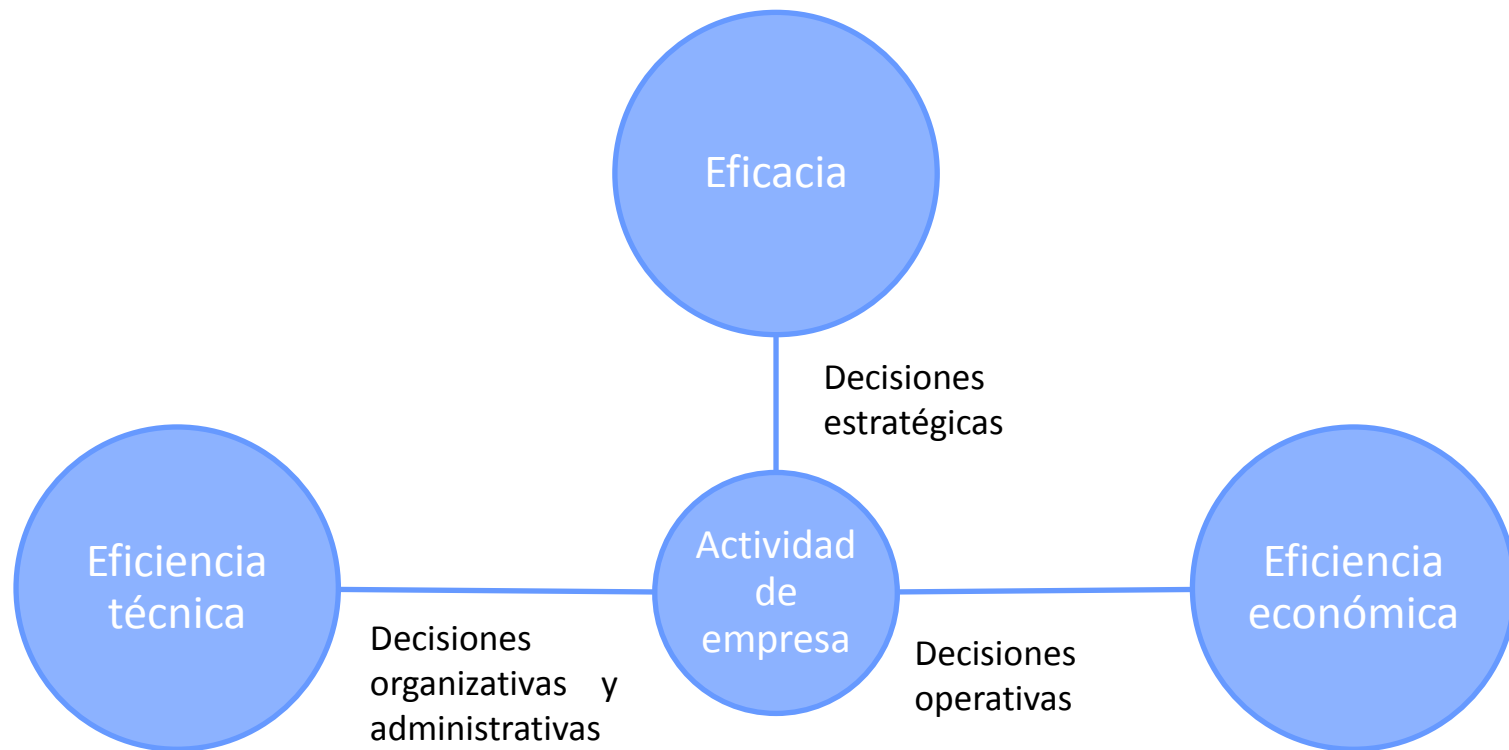 Eficacia
Decisiones
estratégicas
Eficiencia
técnica
Decisiones
organizativas y
administrativas
Actividad
de
empresa
Decisiones
operativas
Eficiencia
económica